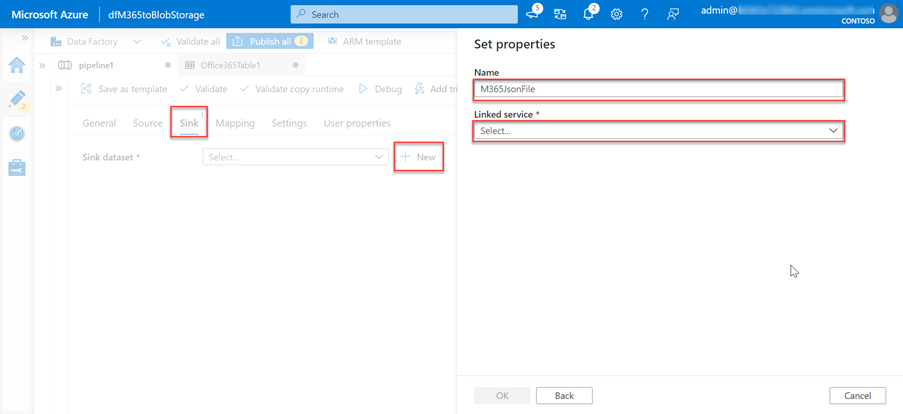 Microsoft Azure
dfM365toBlobStorage
Search
5
2
admin@
CONTOSO
Data Factory
Validate all
Publish all 2
ARM template
pipeline1
Office365Table1
Save as template
Validate
Validate copy runtime
Debug
Add tri
2
General
Source
Sink 1
Mapping
Settings
User properties
Sink dataset *
Select...
New
Set properties
Name
M365JsonFile
Linked service *
Select...
OK
Back
Cancel